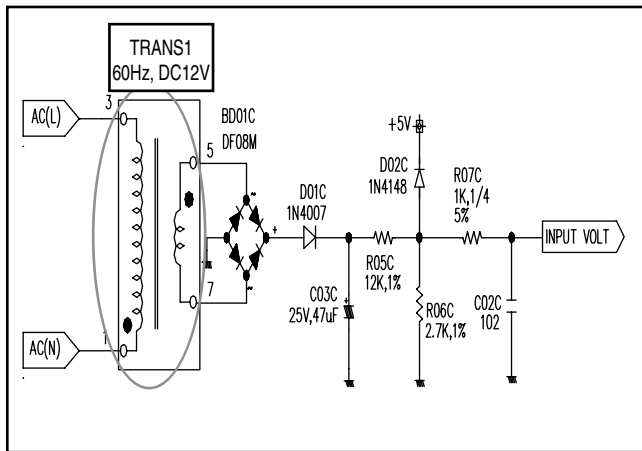 TRANS1
60Hz, DC12V
AC(L)
3
BD01C
DF08M
5
+5V
D02C
1N4148
R07C
1K,1/4
5%
D01C
1N4007
~
+
INPUT VOLT
R05C
12K,1%
C03C
25V,47uF
R06C
2.7K,1%
C02C
102
~
7
AC(N)
1